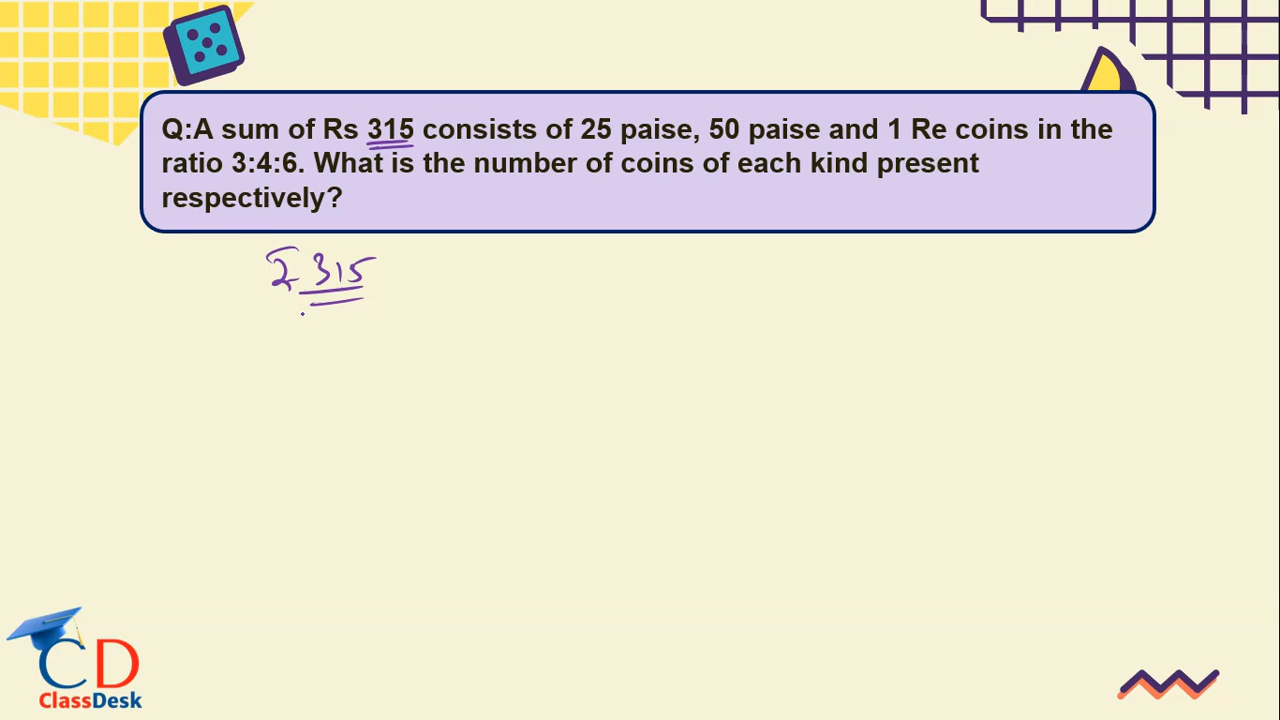 Q:A sum of Rs 315 consists of 25 paise, 50 paise and 1 Re coins in the
ratio 3:4:6. What is the number of coins of each kind present
respectively?
₹ 315
CD
ClassDesk